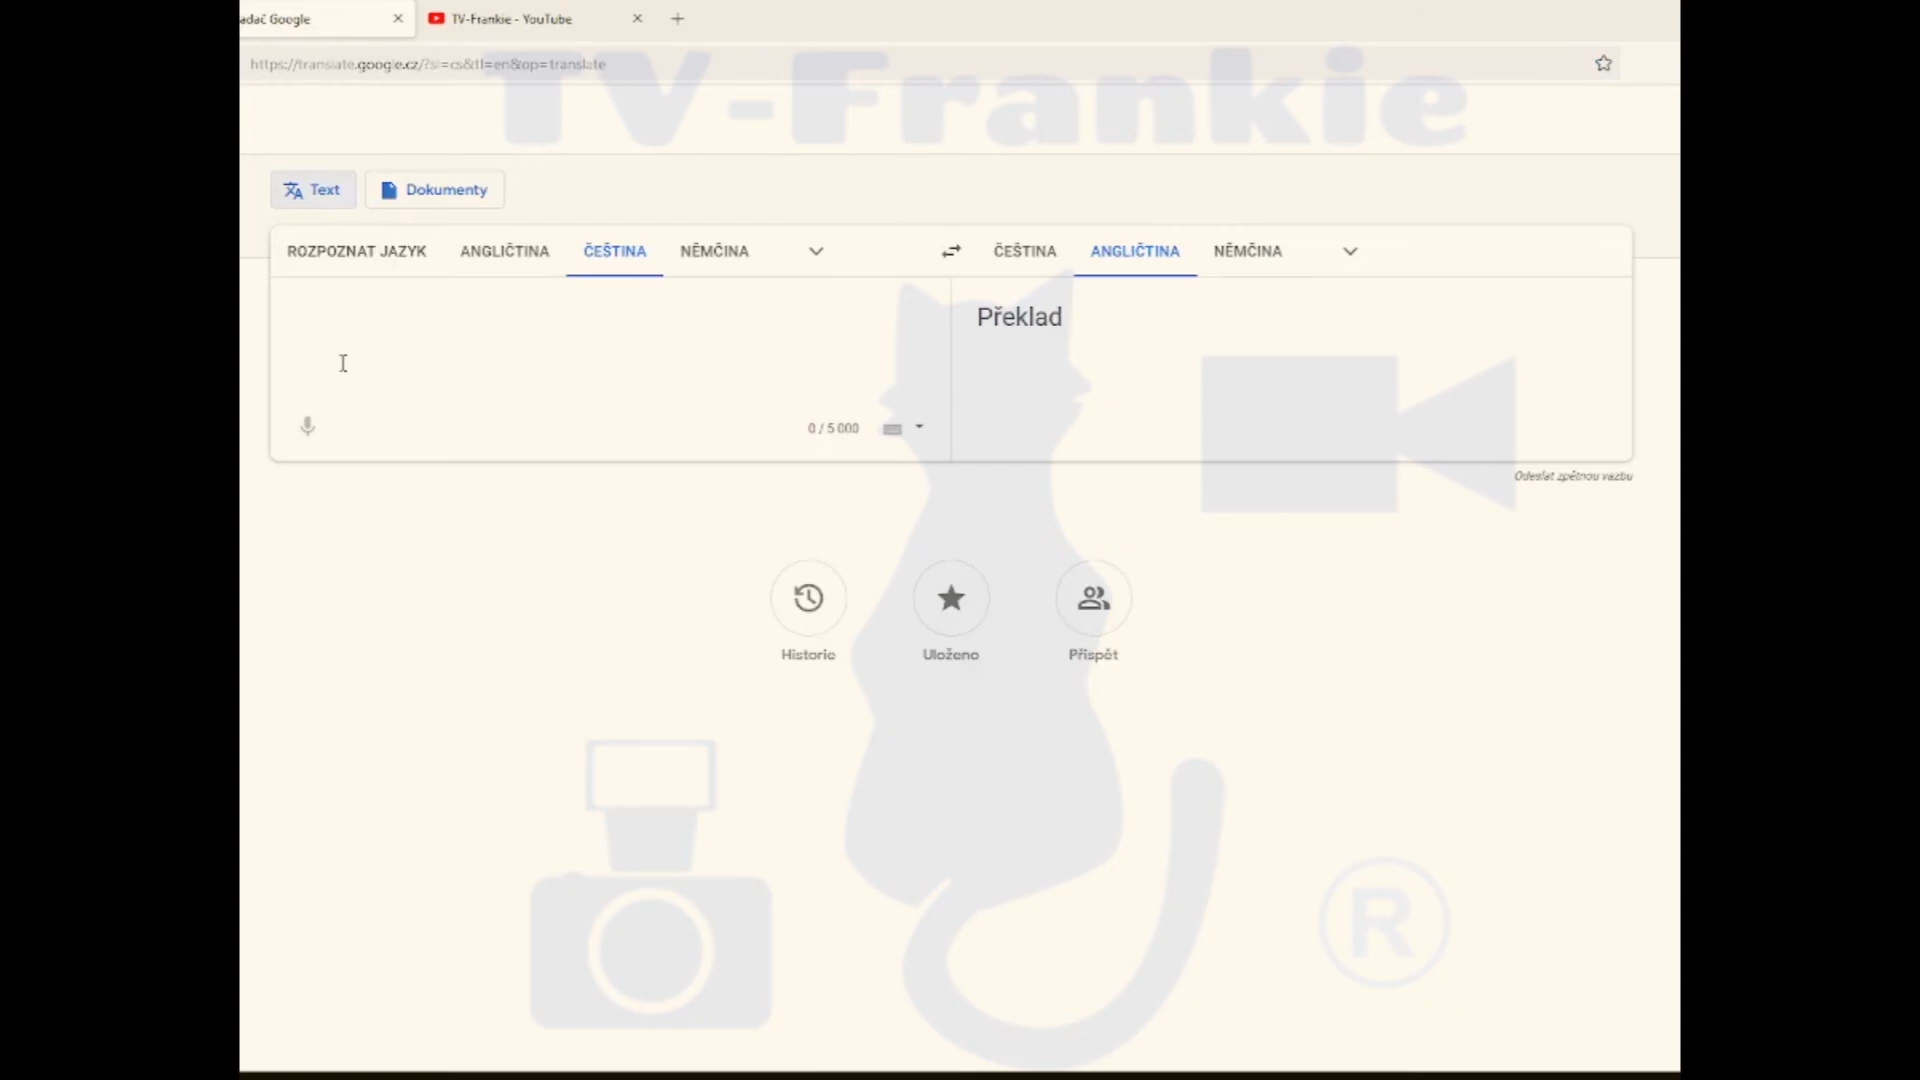 adač Google
TV-Frankie - YouTube
https://translate.google.cz/?sl=cs&tl=en&op=translate
TV-Frankie
Text
Dokumenty
ROZPOZNAT JAZYK ANGLIČTINA ČEŠTINA NĚMČINA
ČEŠTINA ANGLIČTINA NĚMČINA
Překlad
0 / 5 000
Odeslat zpětnou vazbu
Historie
Uloženo
Přispět
R